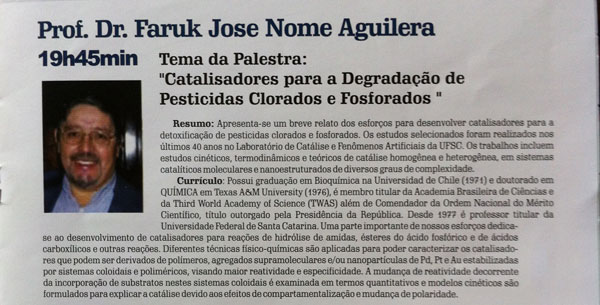 Prof. Dr. Faruk Jose Nome Aguilera
19h45min
Tema da Palestra:
"Catalisadores para a Degradação de
Pesticidas Clorados e Fosforados "
Resumo: Apresenta-se um breve relato dos esforços para desenvolver catalisadores para a
detoxificação de pesticidas clorados e fosforados. Os estudos selecionados foram realizados nos
últimos 40 anos no Laboratório de Catálise e Fenômenos Artificiais da UFSC. Os trabalhos incluem
estudos cinéticos, termodinâmicos e teóricos de catálise homogênea e heterogênea, em sistemas
catalíticos moleculares e nanoestruturados de diversos graus de complexidade.
Currículo: Possui graduação em Bioquímica na Universidad de Chile (1971) e doutorado em
QUÍMICA em Texas A&M University (1976), é membro titular da Academia Brasileira de Ciências e
da Third World Academy of Science (TWAS) além de Comendador da Ordem Nacional do Mérito
Científico, título outorgado pela Presidência da República. Desde 1977 é professor titular da
Universidade Federal de Santa Catarina. Uma parte importante de nossos esforços dedica-
se ao desenvolvimento de catalisadores para reações de hidrólise de amidas, ésteres do ácido fosfórico e de ácidos
carboxílicos e outras reações. Diferentes técnicas físico-químicas são aplicadas para poder caracterizar os catalisado-
res que podem ser derivados de polímeros, agregados supramoleculares e/ou nanopartículas de Pd, Pt e Au estabilizadas
por sistemas coloidais e poliméricos, visando maior reatividade e especificidade. A mudança de reatividade decorrente
da incorporação de substratos nestes sistemas coloidais é examinada em termos quantitativos e modelos cinéticos são
formulados para explicar a catálise devido aos efeitos de compartamentalização e mudança de polaridade.